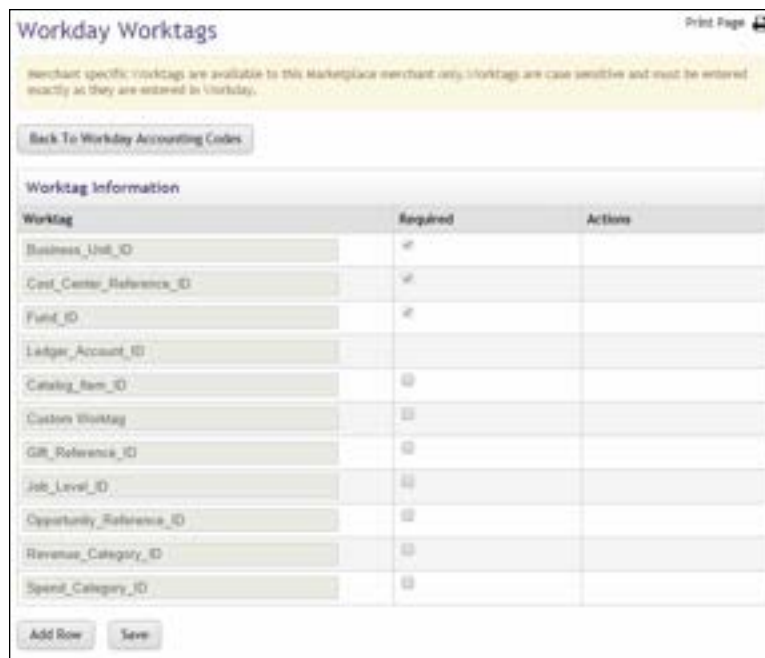 Workday Worktags
Print Page
Merchant specific Worktags are available to this Marketplace merchant only. Worktags are case sensitive and must be entered
exactly as they are entered in Workday.
Back To Workday Accounting Codes
Worktag Information
Worktag Required Actions
Business_Unit_ID
Cost_Center_Reference_ID
Fund_ID
Ledger_Account_ID
Catalog_Item_ID
Custom Worktag
Gift_Reference_ID
Job_Level_ID
Opportunity_Reference_ID
Revenue_Category_ID
Spend_Category_ID
Add Row Save